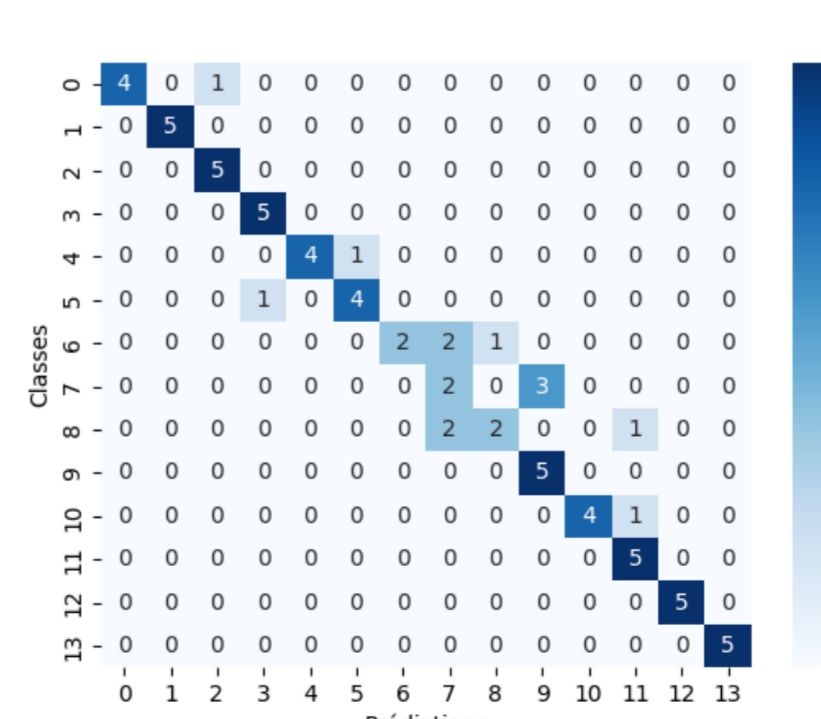 0 4 0 1 0 0 0 0 0 0 0 0 0 0 0
1 0 5 0 0 0 0 0 0 0 0 0 0 0 0
2 0 0 5 0 0 0 0 0 0 0 0 0 0 0
3 0 0 0 5 0 0 0 0 0 0 0 0 0 0
4 0 0 0 0 4 1 0 0 0 0 0 0 0 0
5 0 0 0 1 0 4 0 0 0 0 0 0 0 0
Classes
6 0 0 0 0 0 0 2 2 1 0 0 0 0 0
7 0 0 0 0 0 0 0 2 0 3 0 0 0 0
8 0 0 0 0 0 0 0 2 2 0 0 1 0 0
9 0 0 0 0 0 0 0 0 0 5 0 0 0 0
10 0 0 0 0 0 0 0 0 0 0 4 1 0 0
11 0 0 0 0 0 0 0 0 0 0 0 5 0 0
12 0 0 0 0 0 0 0 0 0 0 0 0 5 0
13 0 0 0 0 0 0 0 0 0 0 0 0 0 5
0 1 2 3 4 5 6 7 8 9 10 11 12 13